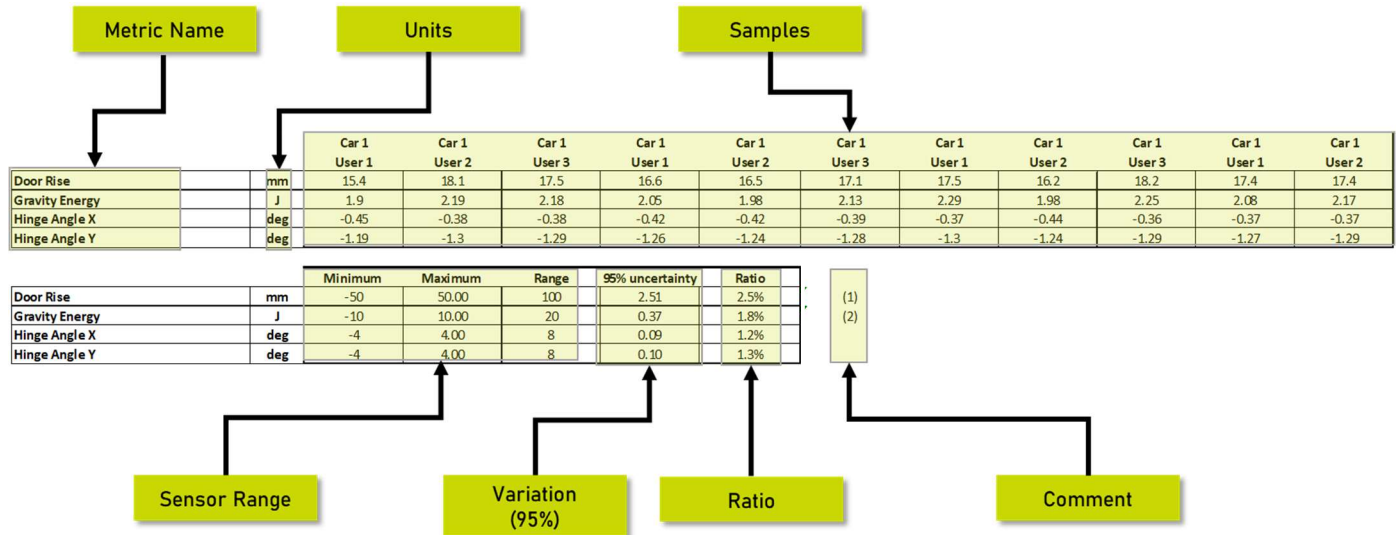 Metric Name Units Samples
Car 1 Car 1 Car 1 Car 1 Car 1 Car 1 Car 1 Car 1 Car 1 Car 1 Car 1
User 1 User 2 User 3 User 1 User 2 User 3 User 1 User 2 User 3 User 1 User 2
Door Rise mm 15.4 18.1 17.5 16.6 16.5 17.1 17.5 16.2 18.2 17.4 17.4
Gravity Energy J 1.9 2.19 2.18 2.05 1.98 2.13 2.29 1.98 2.25 2.08 2.17
Hinge Angle X deg -0.45 -0.38 -0.38 -0.42 -0.42 -0.39 -0.37 -0.44 -0.36 -0.37 -0.37
Hinge Angle Y deg -1.19 -1.3 -1.29 -1.26 -1.24 -1.28 -1.3 -1.24 -1.29 -1.27 -1.29
Minimum Maximum Range 95% uncertainty Ratio
Door Rise mm -50 50.00 100 2.51 2.5% (1)
Gravity Energy J -10 10.00 20 0.37 1.8% (2)
Hinge Angle X deg -4 4.00 8 0.09 1.2%
Hinge Angle Y deg -4 4.00 8 0.10 1.3%
Sensor Range Variation Ratio Comment
(95%)